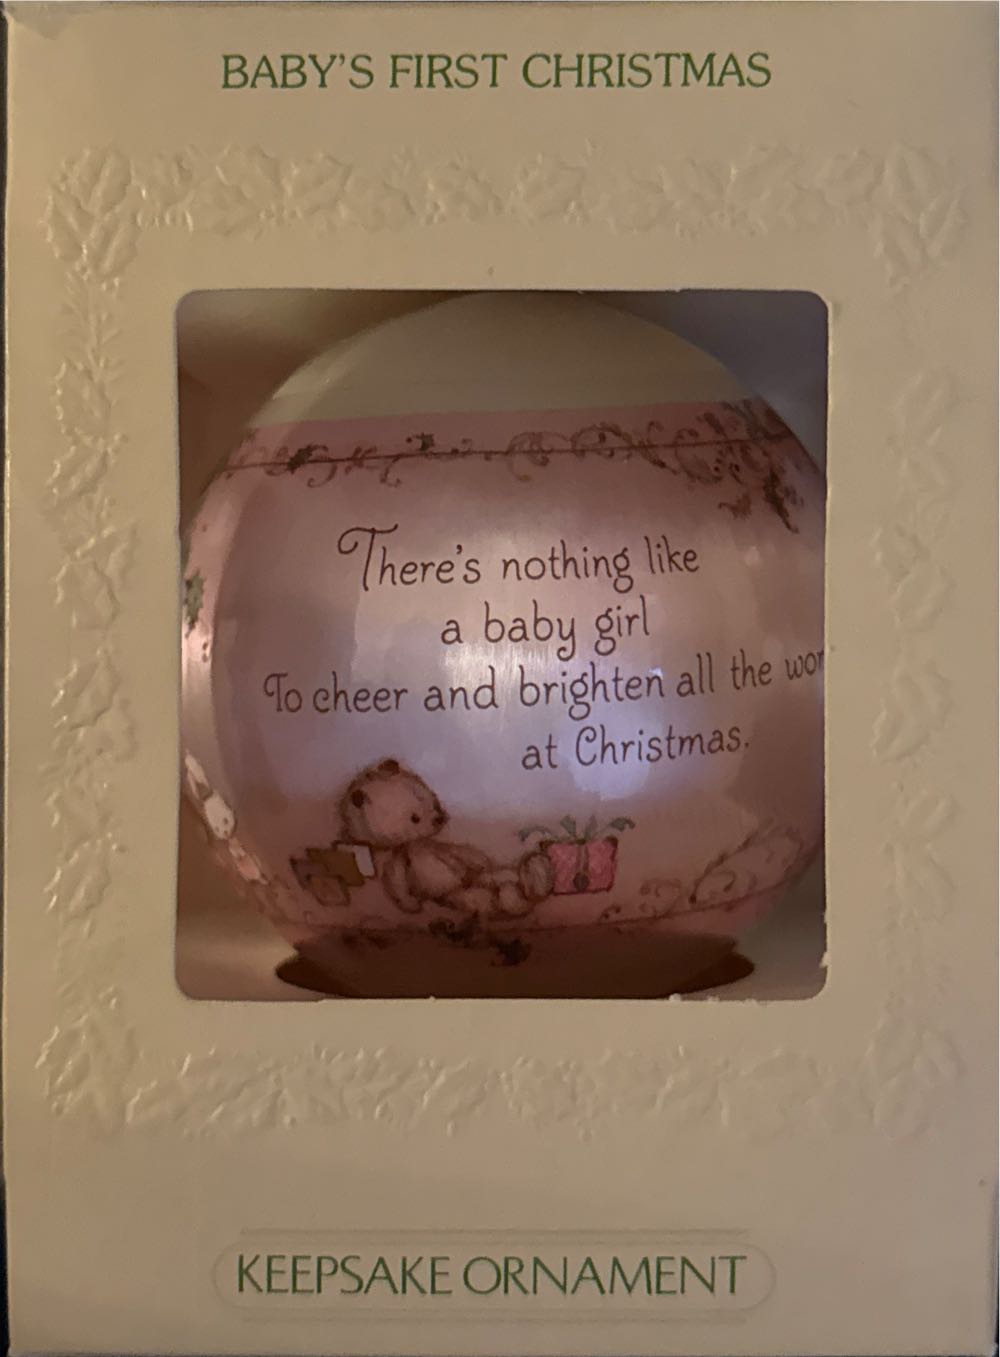 BABY'S FIRST CHRISTMAS
There's nothing like
a baby girl
To cheer and brighten all the
at Christmas.
KEEPSAKE ORNAMENT